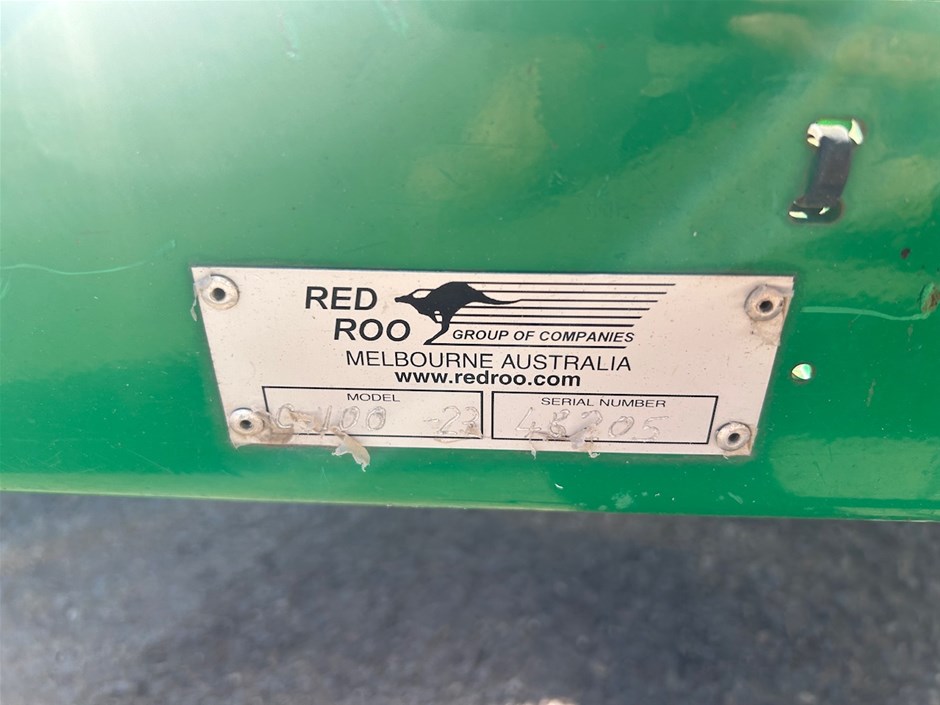 RED
ROO
GROUP OF COMPANIES
MELBOURNE AUSTRALIA
www.redroo.com
MODEL
SERIAL NUMBER